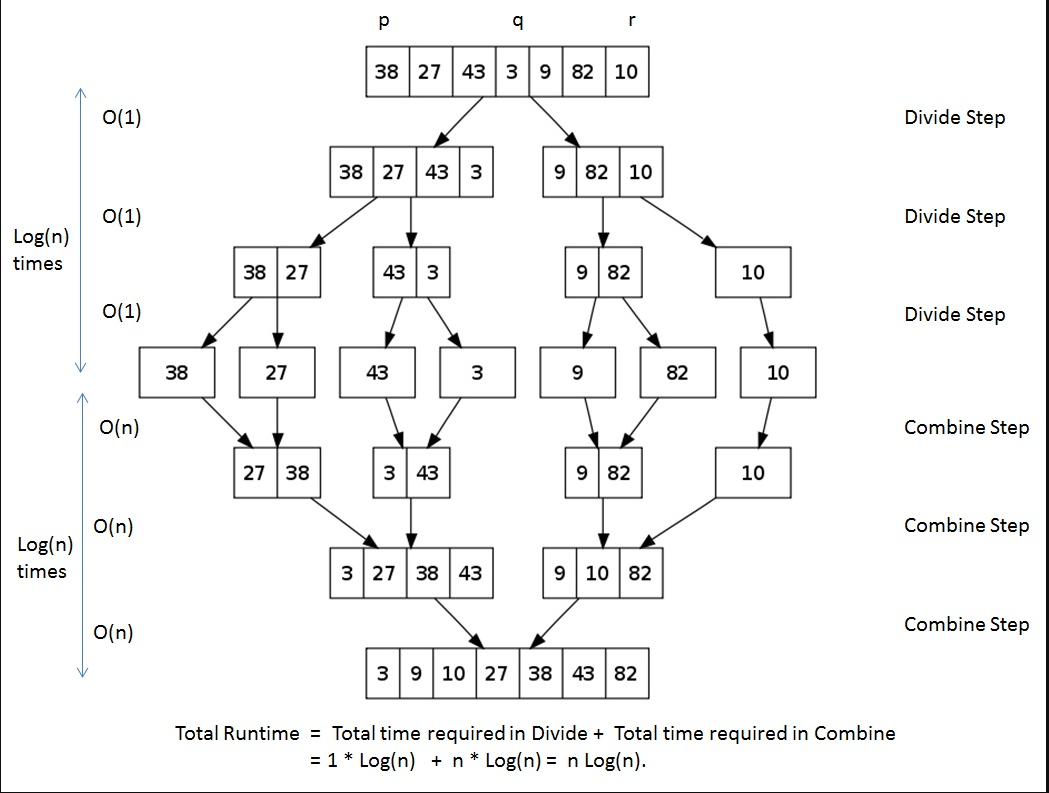 p q r
38 27 43 3 9 82 10
O(1) Divide Step
38 27 43 3 9 82 10
O(1) Divide Step
Log(n)
times
38 27 43 3 9 82 10
O(1) Divide Step
38 27 43 3 9 82 10
O(n) Combine Step
27 38 3 43 9 82 10
O(n) Combine Step
Log(n)
times
3 27 38 43 9 10 82
O(n) Combine Step
3 9 10 27 38 43 82
Total Runtime = Total time required in Divide + Total time required in Combine
= 1 * Log(n) + n * Log(n) = n Log(n).